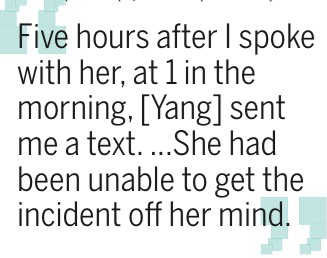 Five hours after I spoke
with her, at 1 in the
morning, [Yang] sent
me a text. ...She had
been unable to get the
incident off her mind.